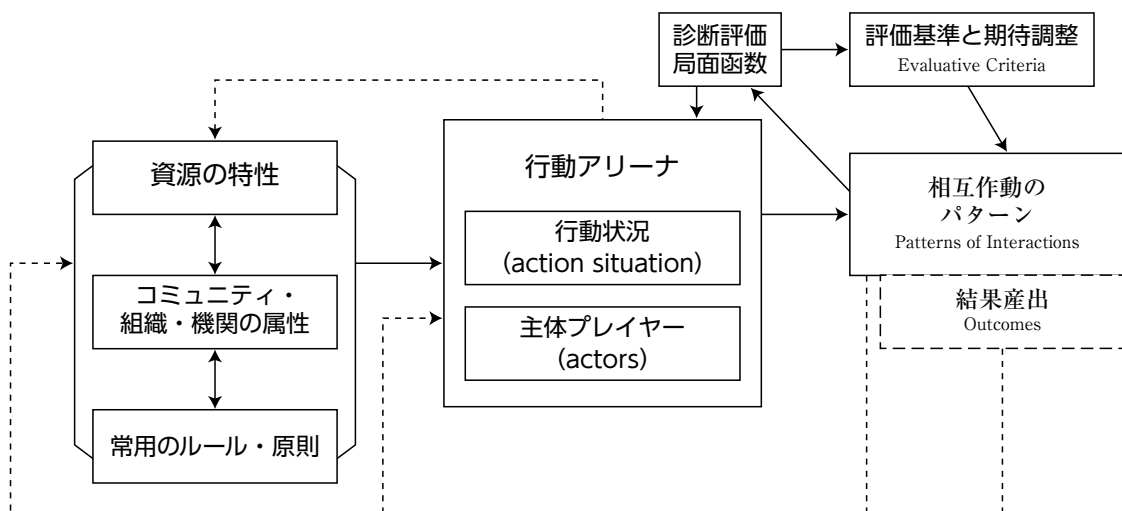 診断評価
局面函数
評価基準と期待調整
Evaluative Criteria
資源の特性
コミュニティ・
組織・機関の属性
常用のルール・原則
行動アリーナ
行動状況
(action situation)
主体プレイヤー
(actors)
相互作動の
パターン
Patterns of Interactions
結果産出
Outcomes